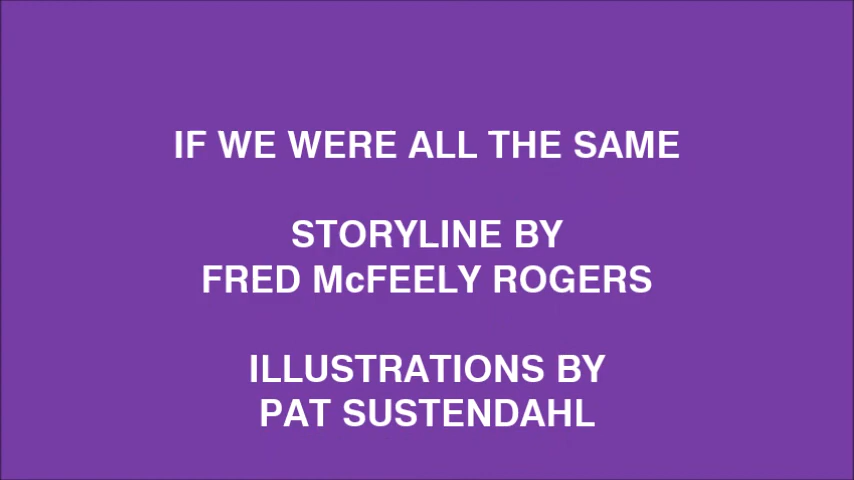 IF WE WERE ALL THE SAME
STORYLINE BY
FRED McFEELY ROGERS
ILLUSTRATIONS BY
PAT SUSTENDAHL